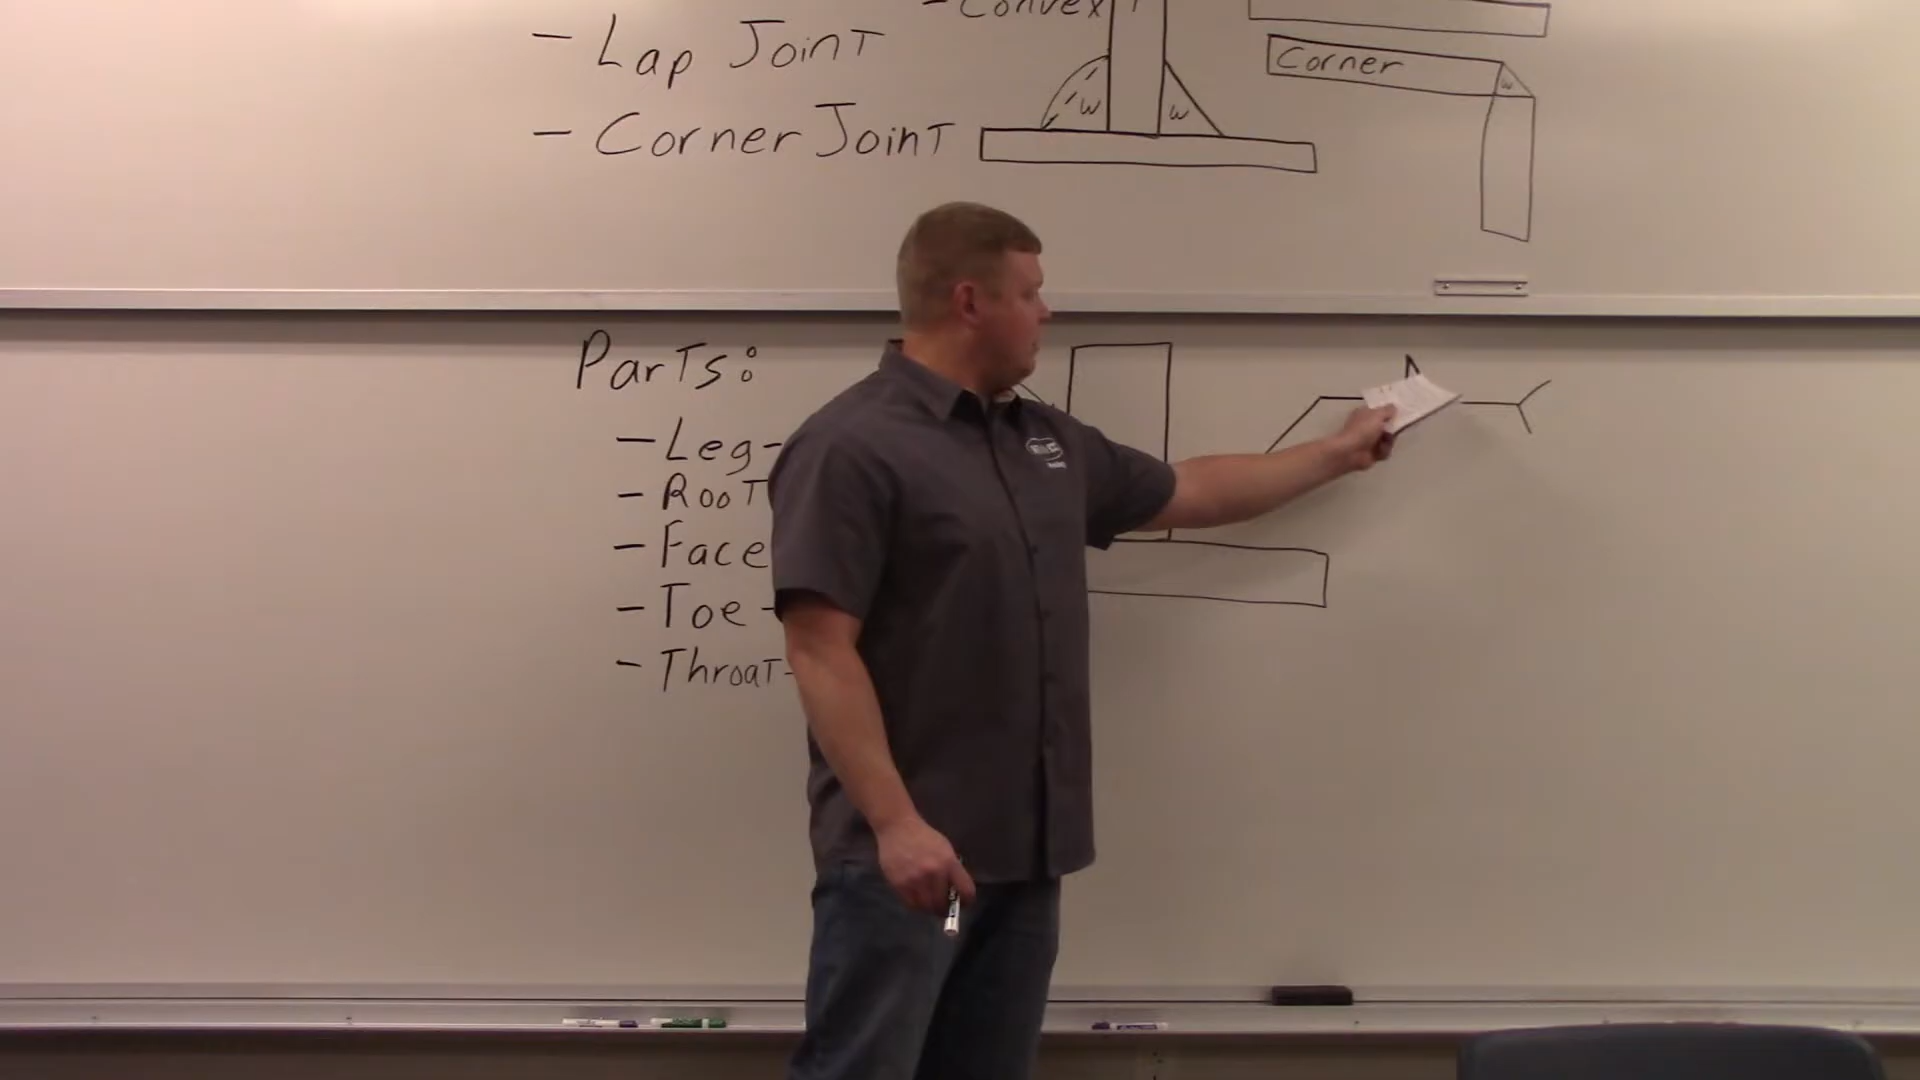 - Convex
- Lap Joint
- Corner Joint
w
w
Corner
w
Parts:
- Leg -
- Root
- Face
- Toe -
- Throat -